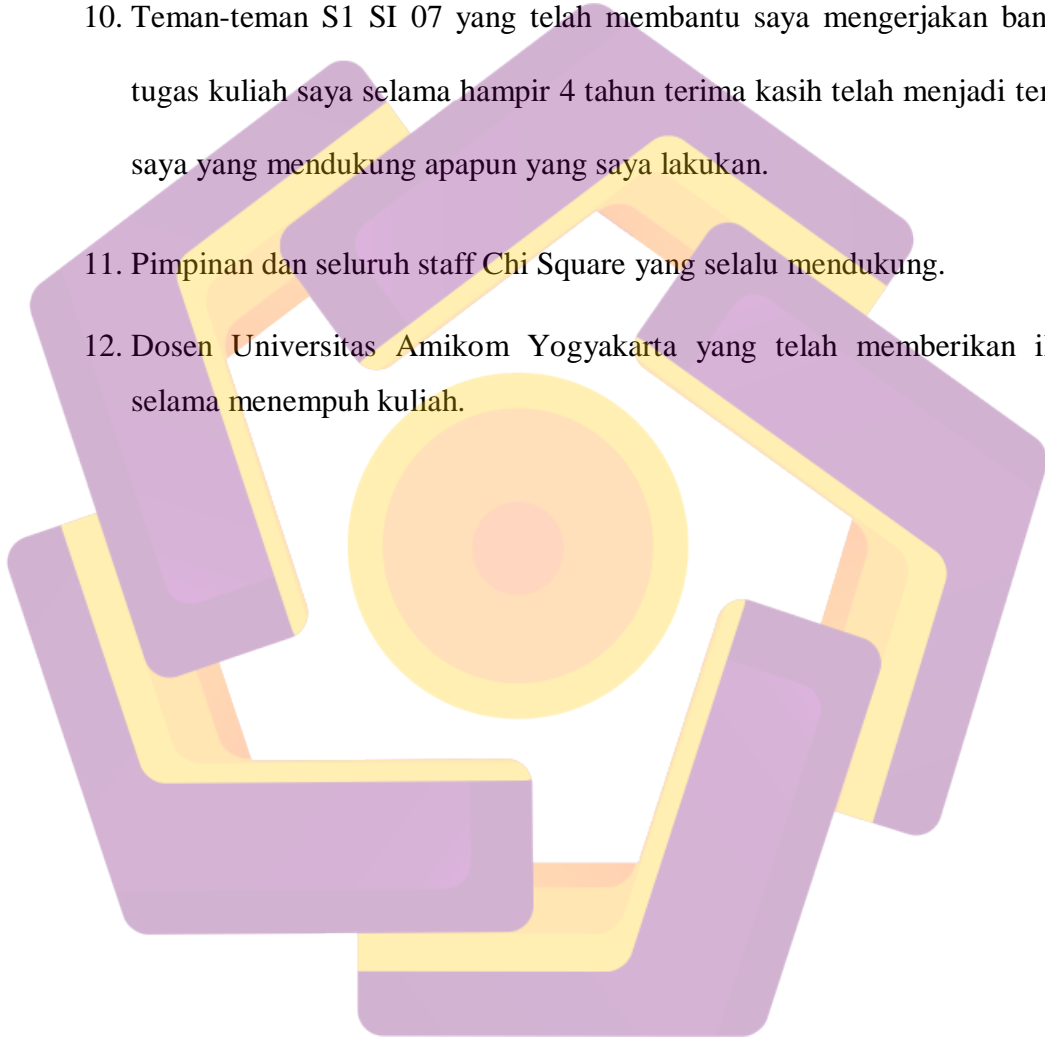 10. Teman-teman S1 SI 07 yang telah membantu saya mengerjakan
tugas kuliah saya selama hampir 4 tahun terima kasih telah menjadi
saya yang mendukung apapun yang saya lakukan.
11. Pimpinan dan seluruh staff Chi Square yang selalu mendukung.
12. Dosen Universitas Amikom Yogyakarta yang telah memberikan
selama menempuh kuliah.